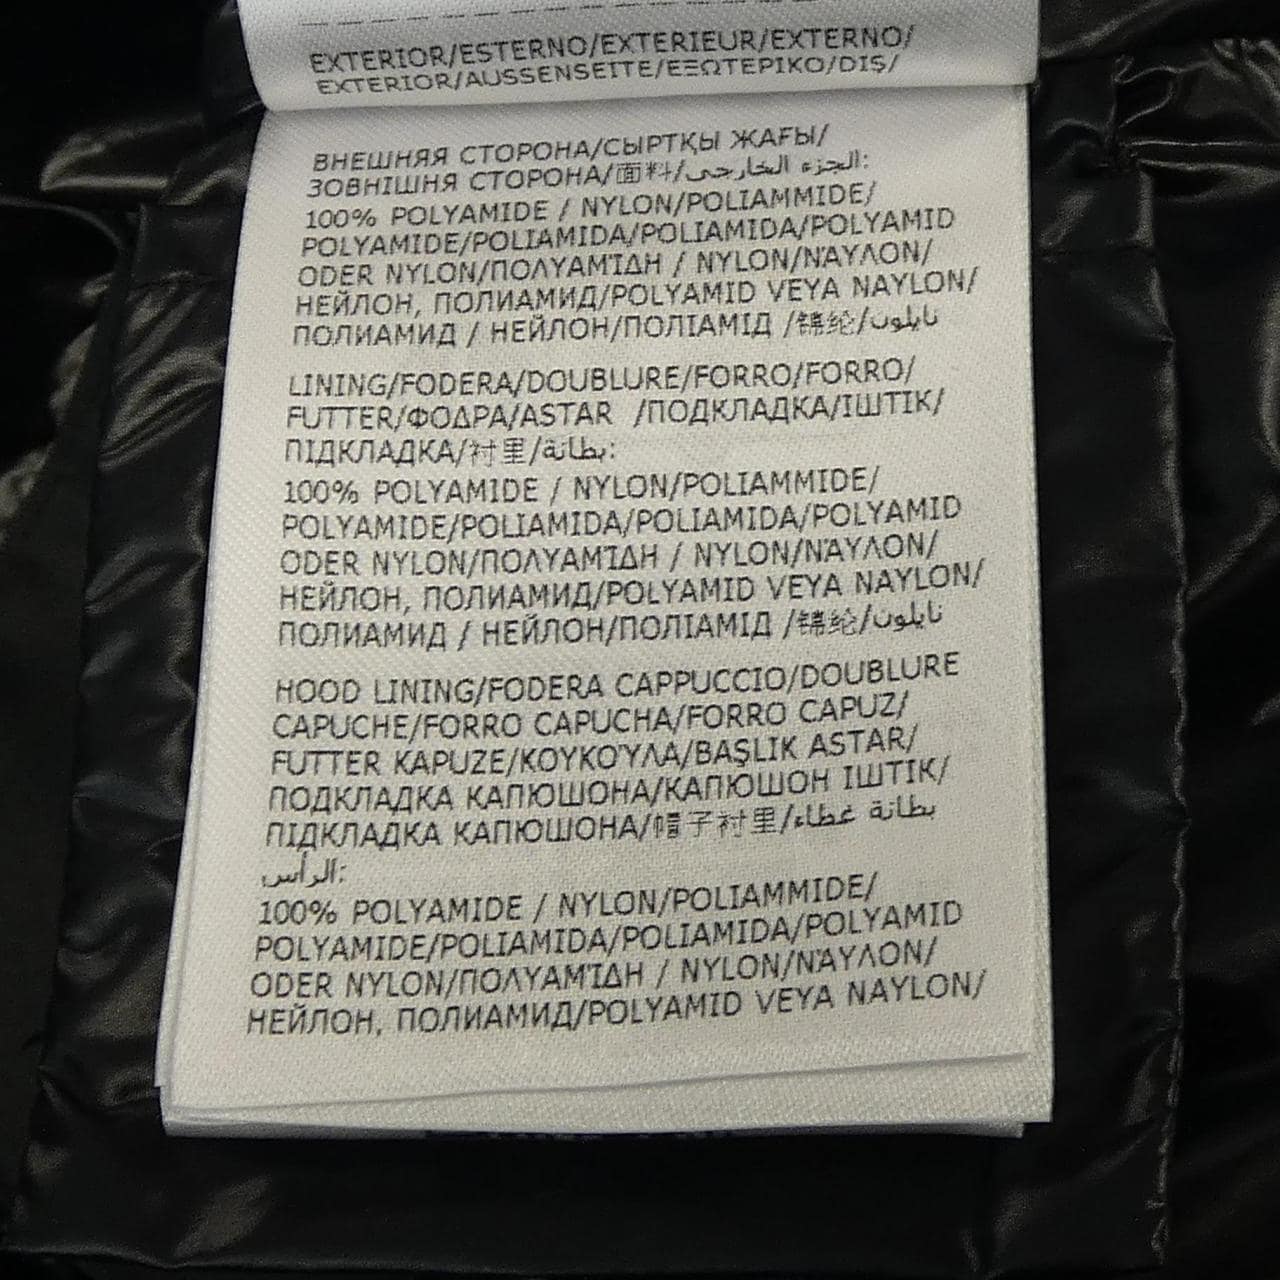 EXTERIOR/ESTERNO/EXTERIEUR/EXTERNO/
EXTERIOR/AUSSENSEITE/ΕΞΩΤΕΡΙΚΟ/DIŞ/
ВНЕШНЯЯ СТОРОНА/СЫРТҚЫ ЖАҒЫ/
ЗОВНІШНЯ СТОРОНА/面料/الجزء الخارجي:
100% POLYAMIDE / NYLON/POLIAMMIDE/
POLYAMIDE/POLIAMIDA/POLIAMIDA/POLYAMID
ODER NYLON/ΠΟΛΥΑΜΊΔΗ / NYLON/ΝΆΥΛΟΝ/
НЕЙЛОН, ПОЛИАМИД/POLYAMID VEYA NAYLON/
ПОЛИАМИД / НЕЙЛОН/ПОЛІАМІД /锦纶/نايلون
LINING/FODERA/DOUBLURE/FORRO/FORRO/
FUTTER/ΦΟΔΡΑ/ASTAR /ПОДКЛАДКА/ІШТІК/
ПІДКЛАДКА/衬里/بطانة:
100% POLYAMIDE / NYLON/POLIAMMIDE/
POLYAMIDE/POLIAMIDA/POLIAMIDA/POLYAMID
ODER NYLON/ΠΟΛΥΑΜΊΔΗ / NYLON/ΝΆΥΛΟΝ/
НЕЙЛОН, ПОЛИАМИД/POLYAMID VEYA NAYLON/
ПОЛИАМИД / НЕЙЛОН/ПОЛІАМІД /锦纶/نايلون
HOOD LINING/FODERA CAPPUCCIO/DOUBLURE
CAPUCHE/FORRO CAPUCHA/FORRO CAPUZ/
FUTTER KAPUZE/ΚΟΥΚΟΎΛΑ/BAŞLIK ASTAR/
ПОДКЛАДКА КАПЮШОНА/КАПЮШОН ІШТІК/
ПІДКЛАДКА КАПЮШОНА/帽子衬里/بطانة غطاء
الرأس:
100% POLYAMIDE / NYLON/POLIAMMIDE/
POLYAMIDE/POLIAMIDA/POLIAMIDA/POLYAMID
ODER NYLON/ΠΟΛΥΑΜΊΔΗ / NYLON/ΝΆΥΛΟΝ/
НЕЙЛОН, ПОЛИАМИД/POLYAMID VEYA NAYLON/